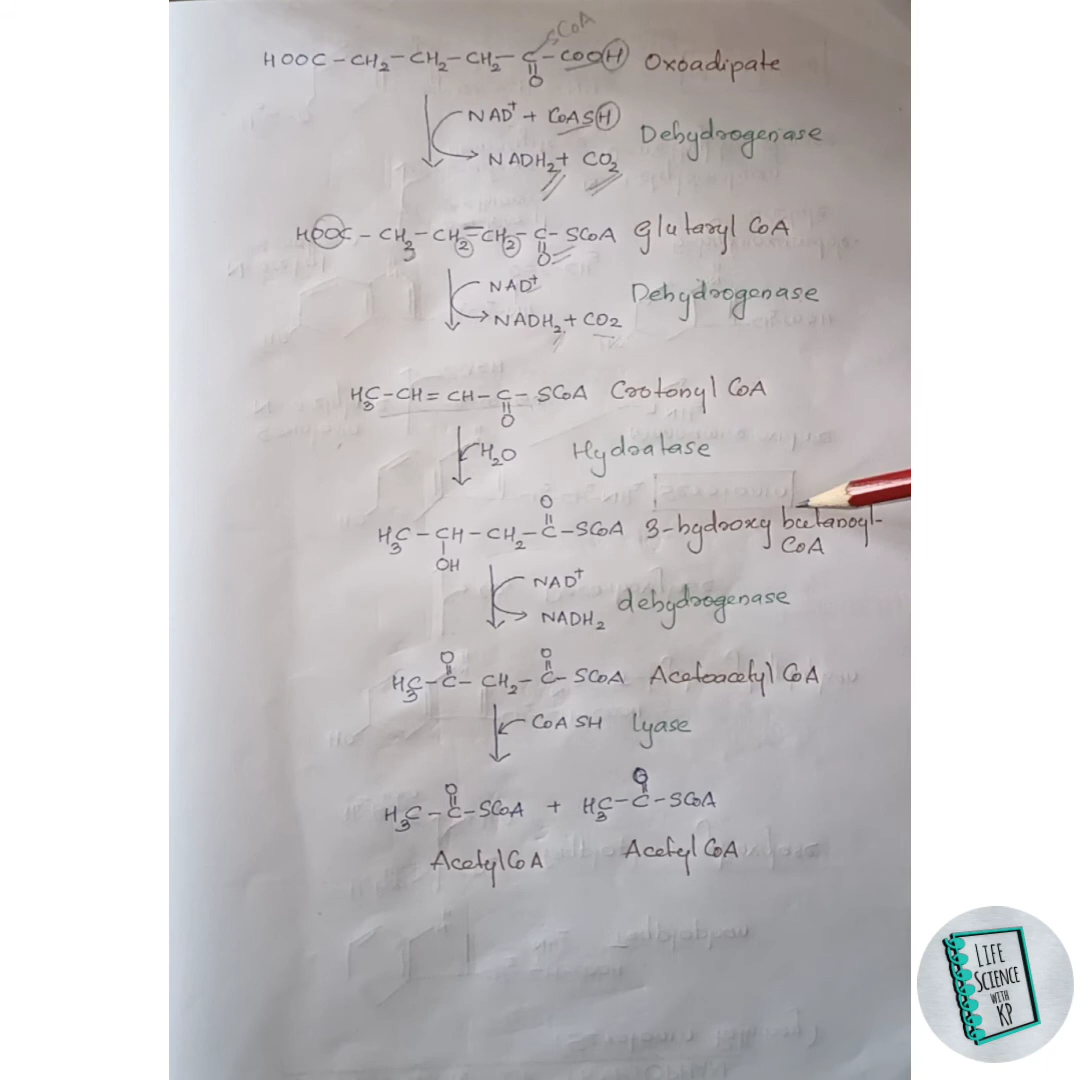 SCoA
HOOC – CH₂ – CH₂ – CH₂ – C – COOH Oxoadipate
O
NAD⁺ + CoASH
Dehydrogenase
NADH₂ + CO₂
HOOC – CH₂ – CH₂ – CH₂ – C – SCoA glutaryl CoA
3
O
NAD⁺
Dehydrogenase
NADH₂ + CO2
H₃C – CH = CH – C – SCoA Crotonyl CoA
O
H₂O Hydratase
O
H₃C – CH – CH₂ – C – SCoA 3-hydroxy butanoyl-
CoA
OH
NAD⁺
dehydrogenase
NADH₂
O O
H₃C – C – CH₂ – C – SCoA Acetoacetyl CoA
CoASH lyase
O O
H₃C – C – SCoA + H₃C – C – SCoA
Acetyl CoA Acetyl CoA
LIFE
SCIENCE
WITH
KP